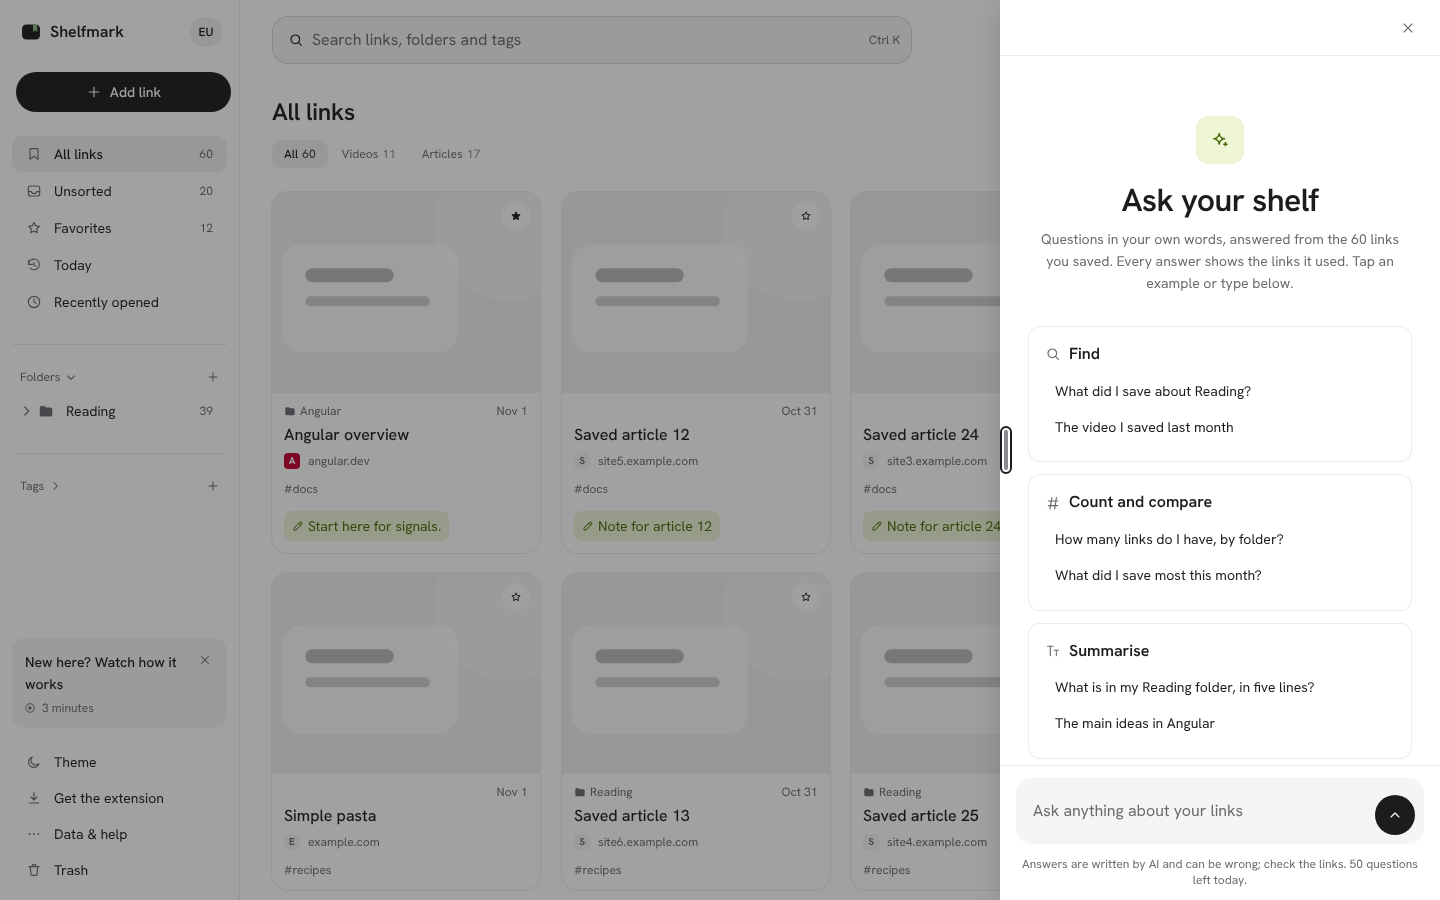 Shelfmark
EU
Add link
All links 60
Unsorted 20
Favorites 12
Today
Recently opened
Folders
Reading 39
Tags
New here? Watch how it
works
3 minutes
Theme
Get the extension
Data & help
Trash
Search links, folders and tags Ctrl K
All links
All 60 Videos 11 Articles 17
Angular Nov 1
Angular overview
A angular.dev
#docs
Start here for signals.
Oct 31
Saved article 12
S site5.example.com
#docs
Note for article 12
Saved article 24
S site3.example.com
#docs
Note for article 24
Nov 1
Simple pasta
E example.com
#recipes
Reading Oct 31
Saved article 13
S site6.example.com
#recipes
Reading
Saved article 25
S site4.example.com
#recipes
Ask your shelf
Questions in your own words, answered from the 60 links
you saved. Every answer shows the links it used. Tap an
example or type below.
Find
What did I save about Reading?
The video I saved last month
# Count and compare
How many links do I have, by folder?
What did I save most this month?
Tт Summarise
What is in my Reading folder, in five lines?
The main ideas in Angular
Ask anything about your links
Answers are written by AI and can be wrong; check the links. 50 questions
left today.